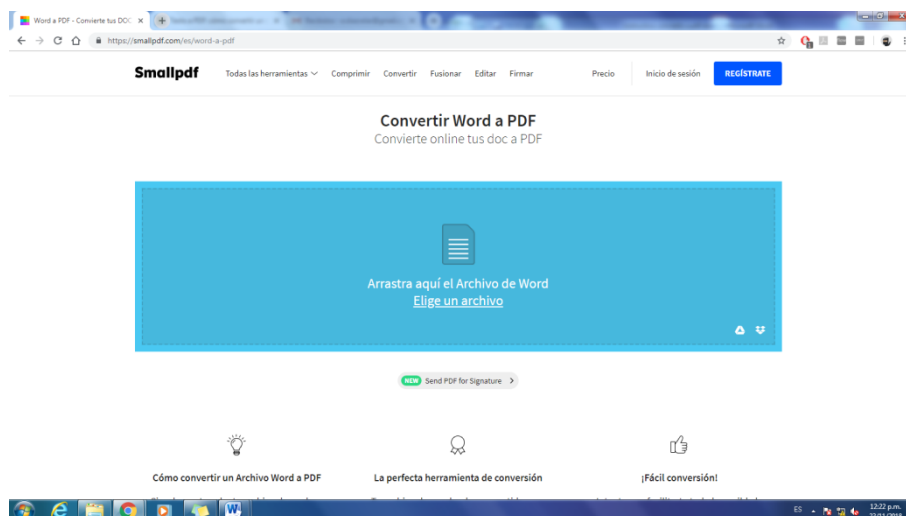 Word a PDF - Convierte tus DOC
https://smallpdf.com/es/word-a-pdf
Smallpdf
Todas las herramientas
Comprimir
Convertir
Fusionar
Editar
Firmar
Precio
Inicio de sesión
REGÍSTRATE
Convertir Word a PDF
Convierte online tus doc a PDF
Arrastra aquí el Archivo de Word
Elige un archivo
NEW Send PDF for Signature
Cómo convertir un Archivo Word a PDF
La perfecta herramienta de conversión
¡Fácil conversión!
ES
12:22 p.m.